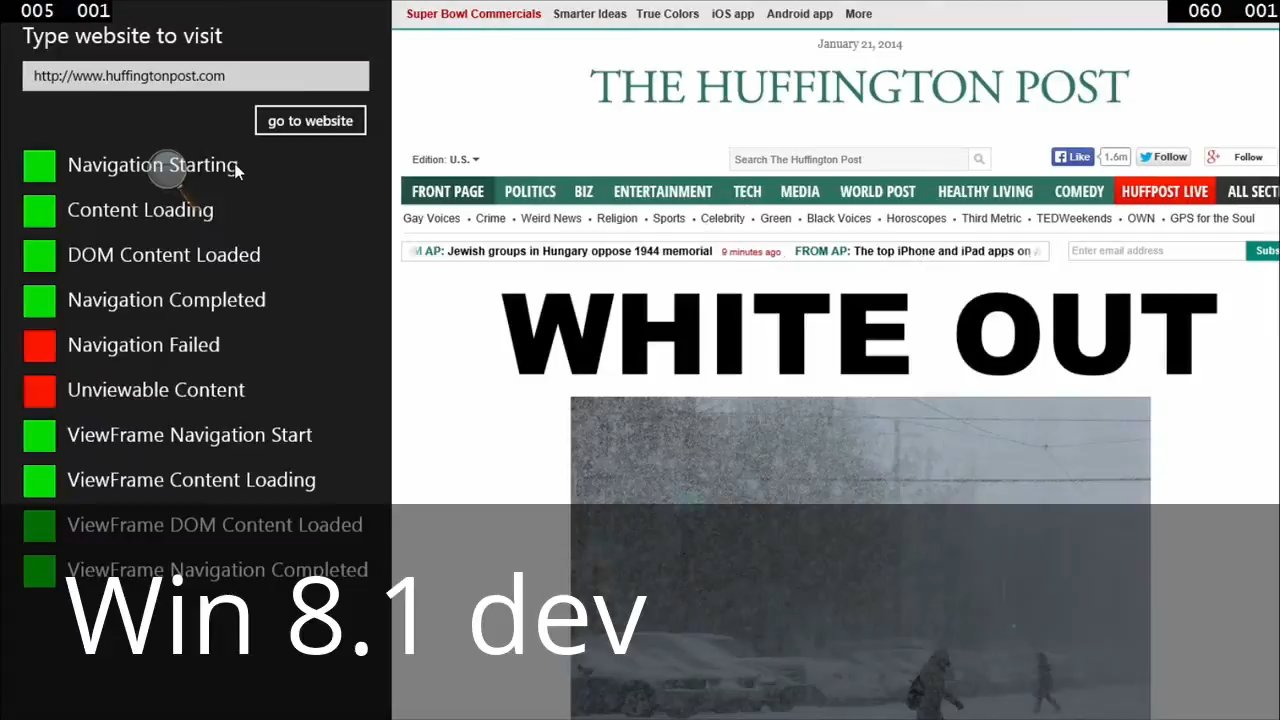 005 001
060 001
Type website to visit
http://www.huffingtonpost.com
go to website
Navigation Starting
Content Loading
DOM Content Loaded
Navigation Completed
Navigation Failed
Unviewable Content
ViewFrame Navigation Start
ViewFrame Content Loading
ViewFrame DOM Content Loaded
ViewFrame Navigation Completed
Super Bowl Commercials Smarter Ideas True Colors iOS app Android app More
January 21, 2014
THE HUFFINGTON POST
Edition: U.S. Search The Huffington Post Like 1.6m Follow Follow
FRONT PAGE POLITICS BIZ ENTERTAINMENT TECH MEDIA WORLD POST HEALTHY LIVING COMEDY HUFFPOST LIVE ALL SECT
Gay Voices • Crime • Weird News • Religion • Sports • Celebrity • Green • Black Voices • Horoscopes • Third Metric • TEDWeekends • OWN • GPS for the Soul
M AP: Jewish groups in Hungary oppose 1944 memorial 9 minutes ago FROM AP: The top iPhone and iPad apps on Enter email address Subs
WHITE OUT
Win 8.1 dev